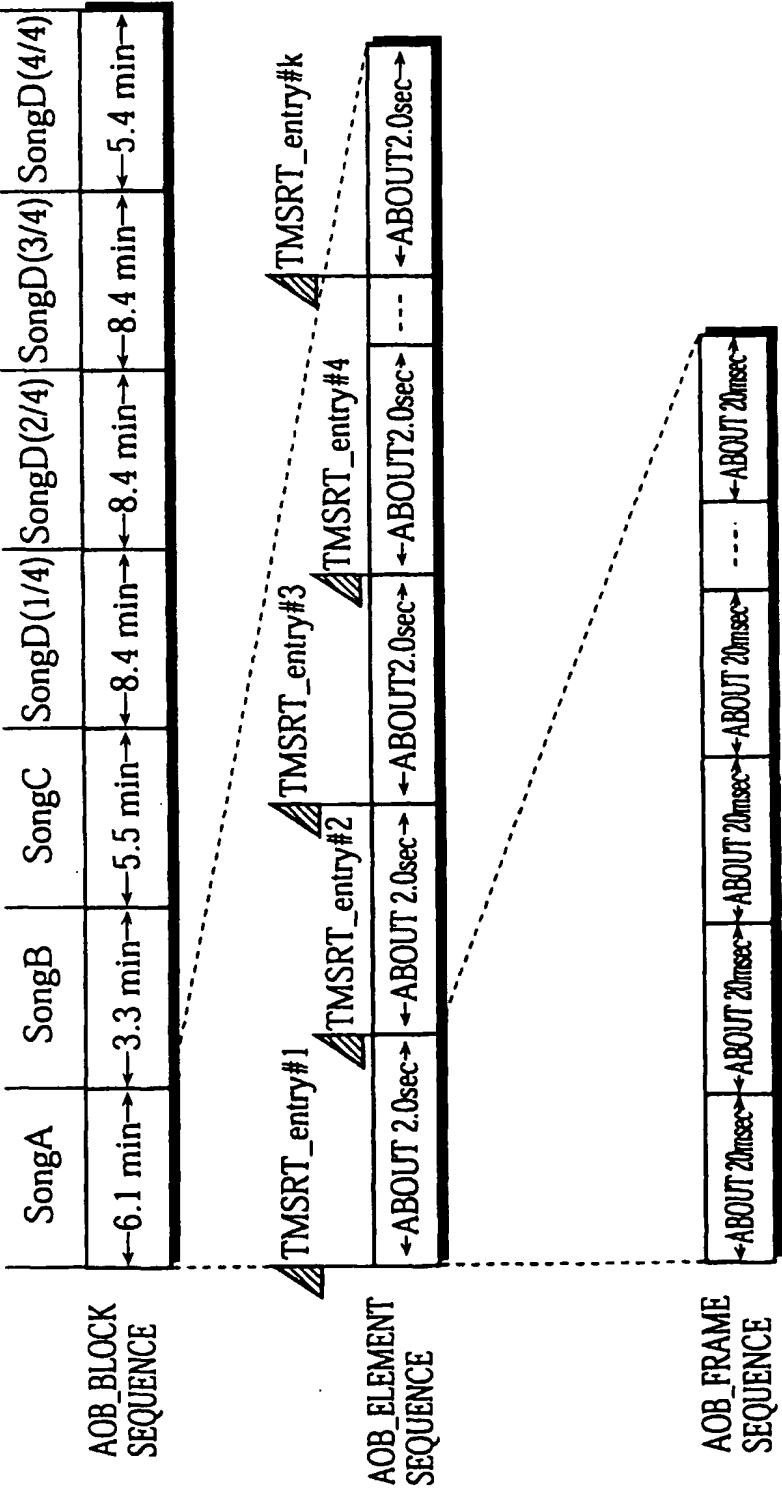 SongA SongB SongC SongD(1/4) SongD(2/4) SongD(3/4) SongD(4/4)
AOB_BLOCK
SEQUENCE
6.1 min 3.3 min 5.5 min 8.4 min 8.4 min 8.4 min 5.4 min
TMSRT_entry#1 TMSRT_entry#2 TMSRT_entry#3 TMSRT_entry#4 TMSRT_entry#k
AOB_ELEMENT
SEQUENCE
ABOUT 2.0sec ABOUT 2.0sec ABOUT2.0sec ABOUT2.0sec ---- ABOUT2.0sec
AOB_FRAME
SEQUENCE
ABOUT 20msec ABOUT 20msec ABOUT 20msec ABOUT 20msec ---- ABOUT 20msec